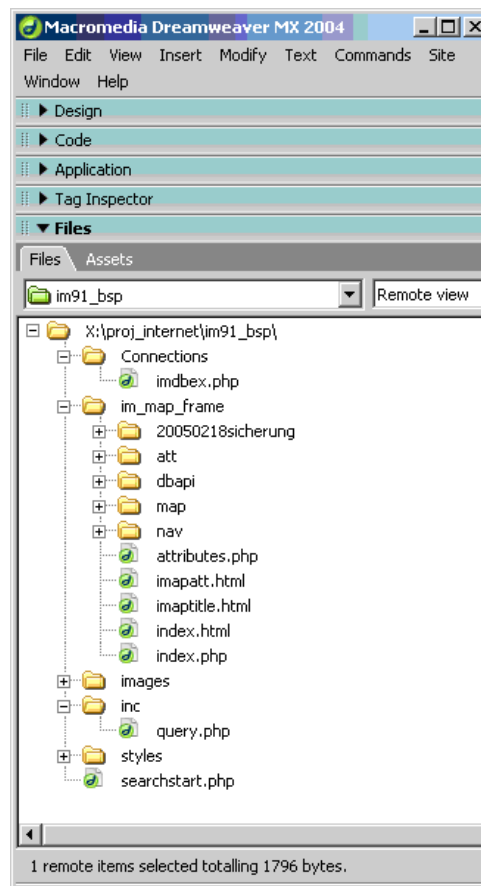 Macromedia Dreamweaver MX 2004
File Edit View Insert Modify Text Commands Site
Window Help
Design
Code
Application
Tag Inspector
Files
Files Assets
im91_bsp Remote view
X:\proj_internet\im91_bsp\
Connections
imdbex.php
im_map_frame
20050218sicherung
att
dbapi
map
nav
attributes.php
imapatt.html
imaptitle.html
index.html
index.php
images
inc
query.php
styles
searchstart.php
1 remote items selected totalling 1796 bytes.